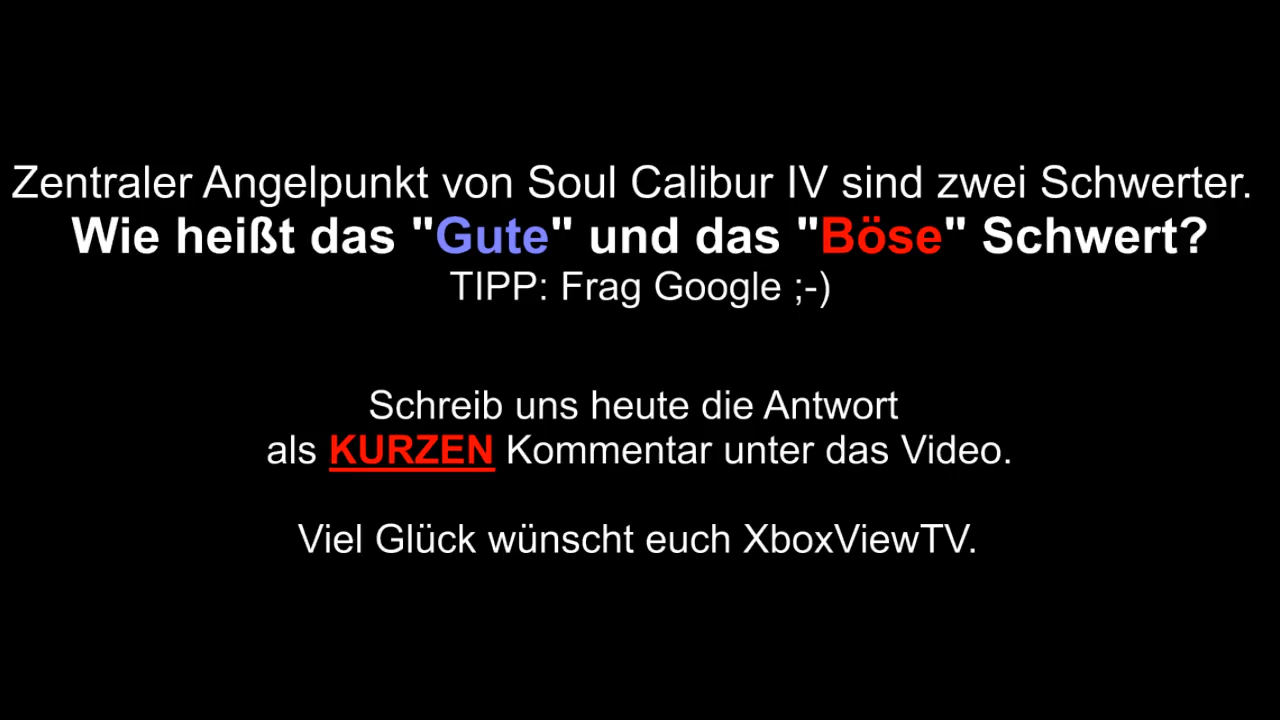 Zentraler Angelpunkt von Soul Calibur IV sind zwei Schwerter.
Wie heißt das "Gute" und das "Böse" Schwert?
TIPP: Frag Google ;-)
Schreib uns heute die Antwort
als KURZEN Kommentar unter das Video.
Viel Glück wünscht euch XboxViewTV.